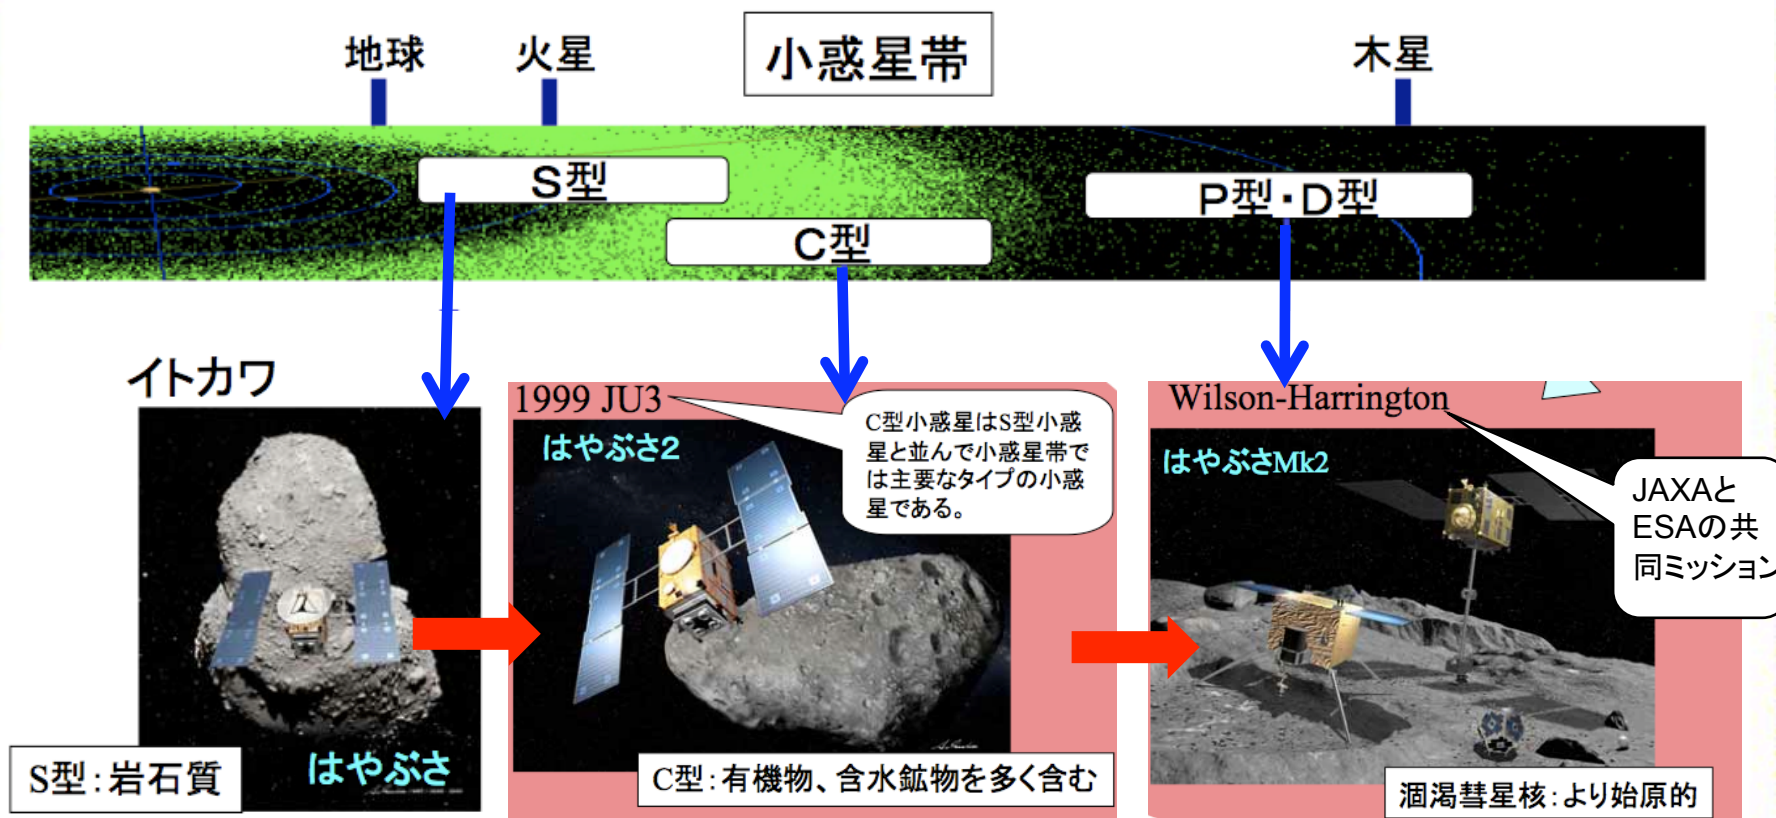 地球
火星
小惑星帯
木星
S型
C型
P型・D型
イトカワ
はやぶさ
S型：岩石質
1999 JU3
はやぶさ2
C型小惑星はS型小惑
星と並んで小惑星帯で
は主要なタイプの小惑
星である。
C型：有機物、含水鉱物を多く含む
Wilson-Harrington
はやぶさMk2
JAXAと
ESAの共
同ミッション
涸渇彗星核：より始原的